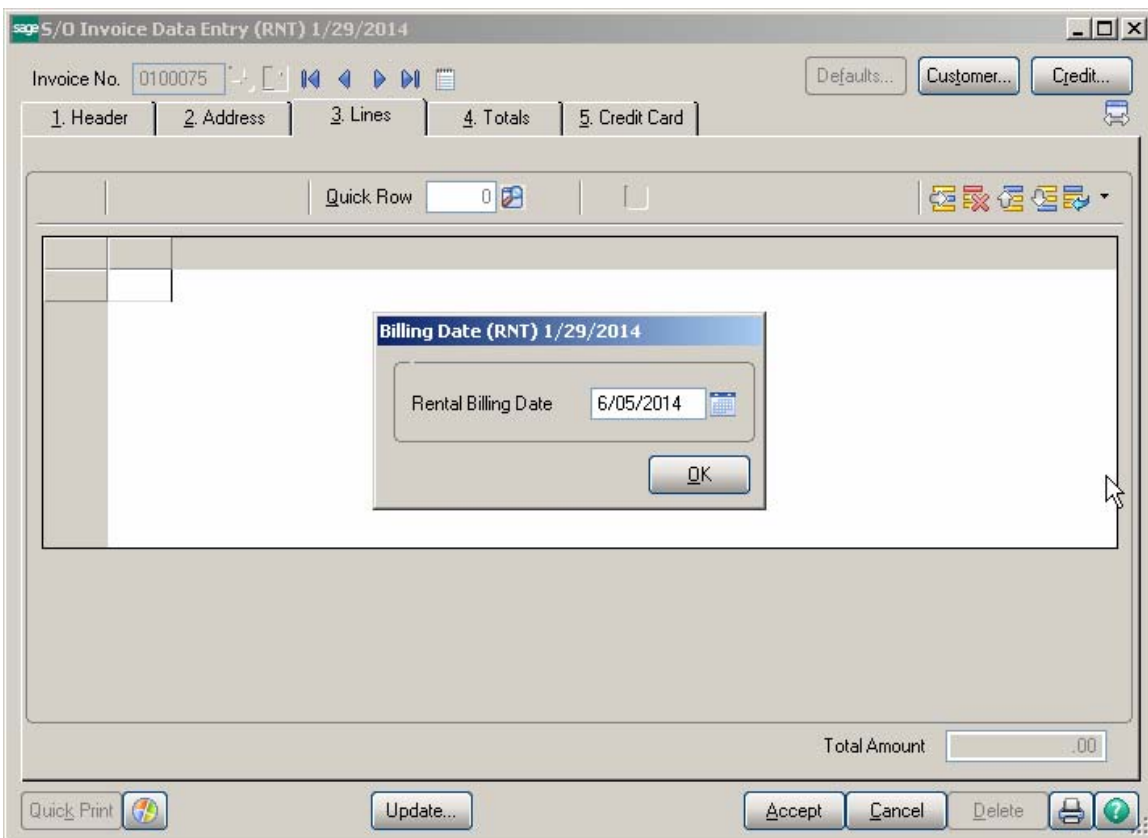 sage S/O Invoice Data Entry (RNT) 1/29/2014
Invoice No. 0100075 Defaults... Customer... Credit...
1. Header 2. Address 3. Lines 4. Totals 5. Credit Card
Quick Row 0
Billing Date (RNT) 1/29/2014
Rental Billing Date 6/05/2014
OK
Total Amount .00
Quick Print Update... Accept Cancel Delete